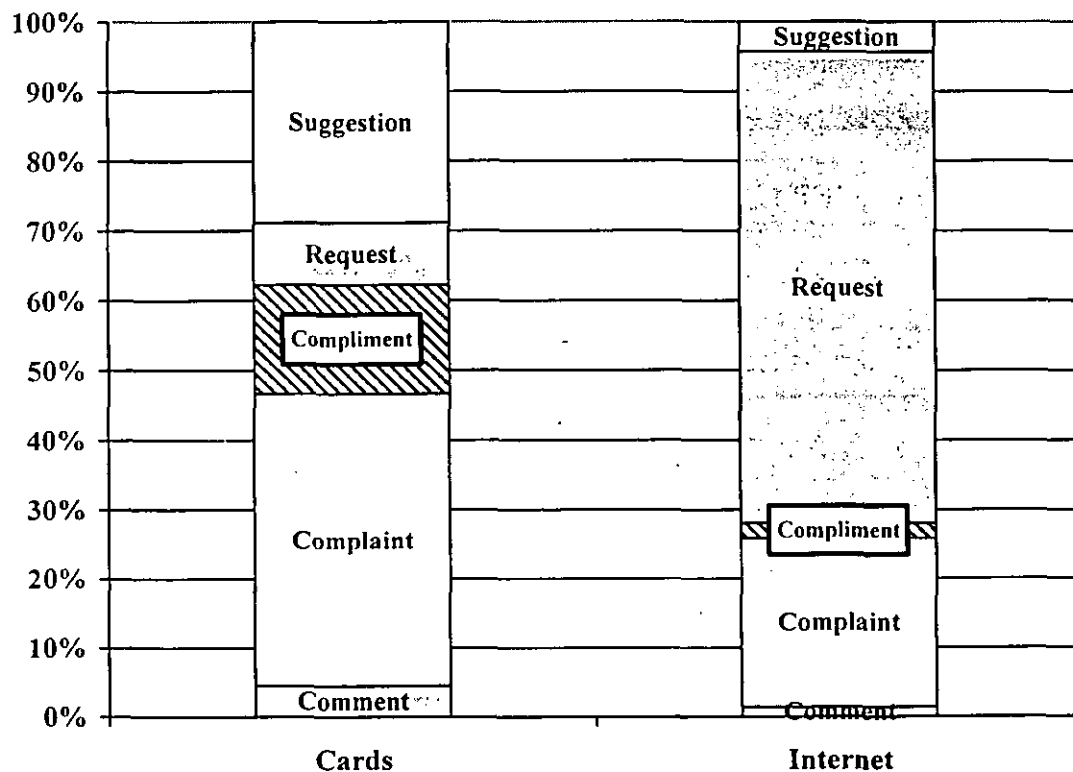 100%
90%
80%
70%
60%
50%
40%
30%
20%
10%
0%
Suggestion
Request
Compliment
Complaint
Comment
Suggestion
Request
Compliment
Complaint
Comment
Cards
Internet